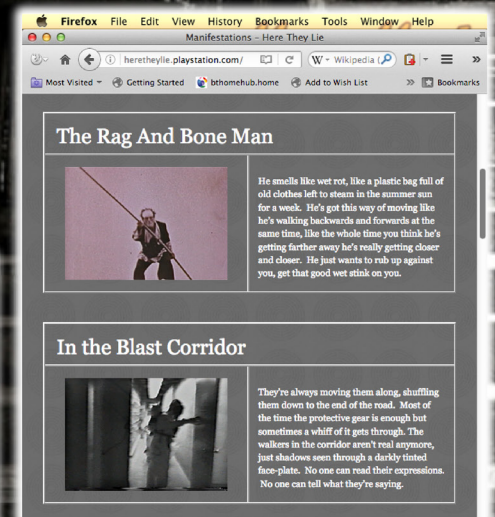 Firefox File Edit View History Bookmarks Tools Window Help
Manifestations - Here They Lie
heretheylie.playstation.com/
W Wikipedia (
Most Visited Getting Started bthomehub.home Add to Wish List >> Bookmarks
The Rag And Bone Man
He smells like wet rot, like a plastic bag full of
old clothes left to steam in the summer sun
for a week. He's got this way of moving like
he's walking backwards and forwards at the
same time, like the whole time you think he's
getting farther away he's really getting closer
and closer. He just wants to rub up against
you, get that good wet stink on you.
In the Blast Corridor
They're always moving them along, shuffling
them down to the end of the road. Most of
the time the protective gear is enough but
sometimes a whiff of it gets through. The
walkers in the corridor aren't real anymore,
just shadows seen through a darkly tinted
face-plate. No one can read their expressions.
No one can tell what they're saying.